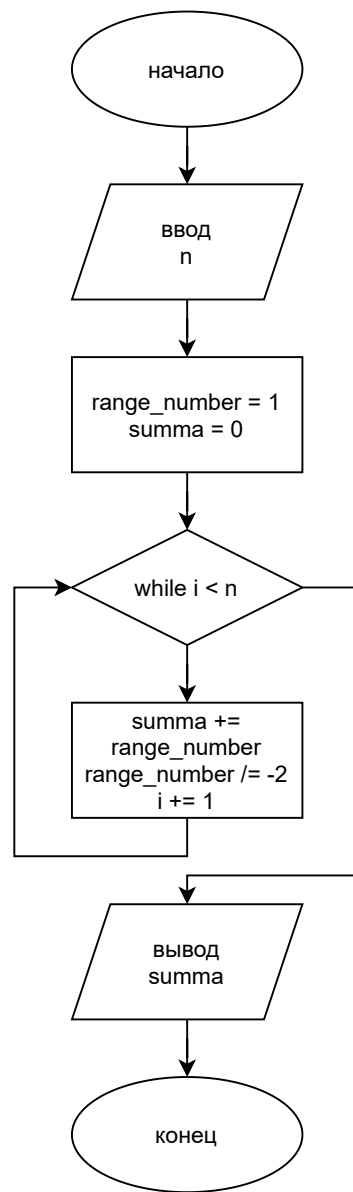 начало
ввод
n
range_number = 1
summa = 0
while i < n
summa +=
range_number
range_number /= -2
i += 1
вывод
summa
конец